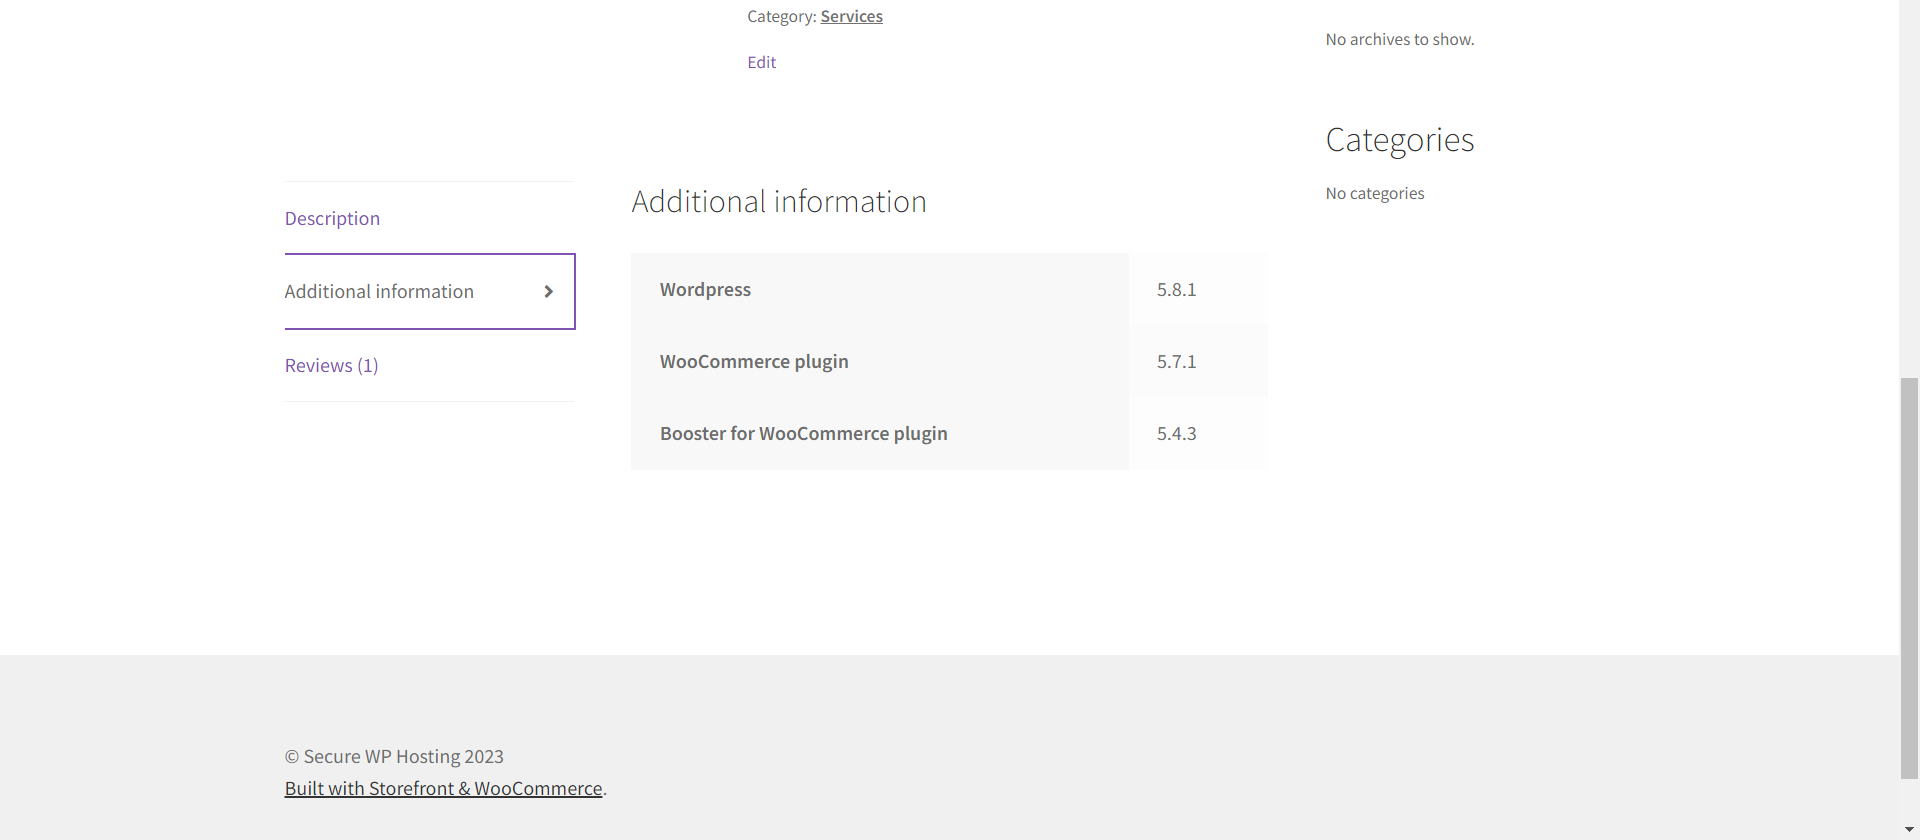 Category: Services
Edit
No archives to show.
Categories
No categories
Description
Additional information
Reviews (1)
Additional information
Wordpress 5.8.1
WooCommerce plugin 5.7.1
Booster for WooCommerce plugin 5.4.3
© Secure WP Hosting 2023
Built with Storefront & WooCommerce.